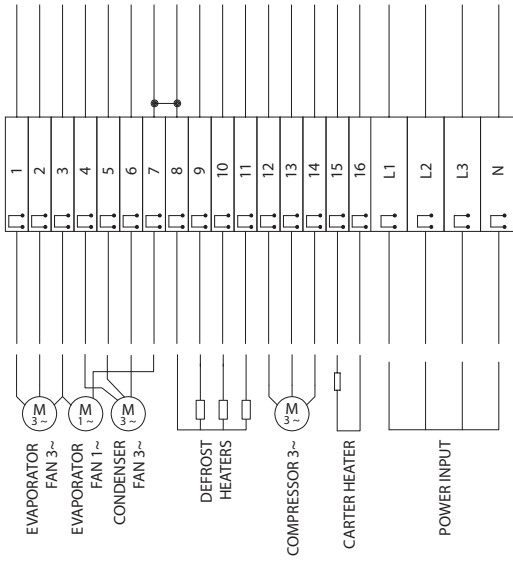 1
2
3
4
5
6
7
8
9
10
11
12
13
14
15
16
L1
L2
L3
N
M
3 ~
M
1 ~
M
3 ~
M
3 ~
EVAPORATOR
FAN 3~
EVAPORATOR
FAN 1~
CONDENSER
FAN 3~
DEFROST
HEATERS
COMPRESSOR 3~
CARTER HEATER
POWER INPUT